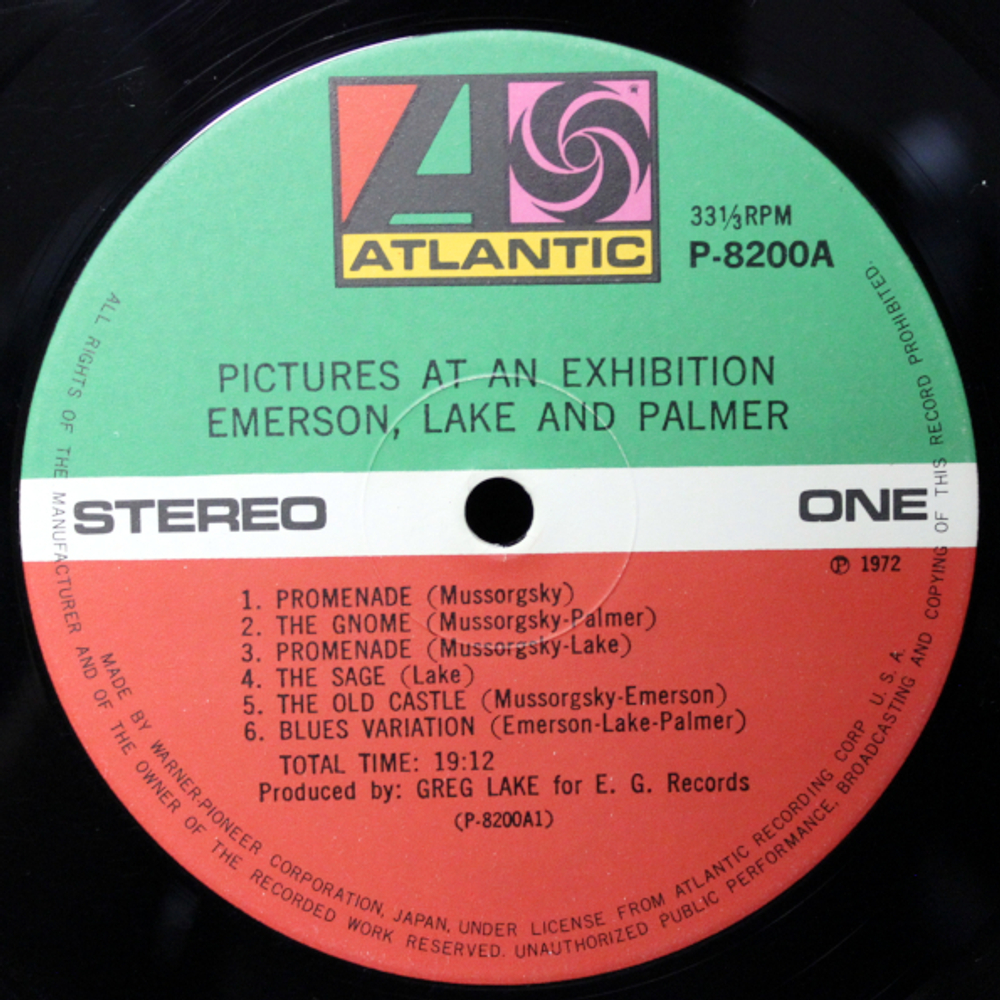 ATLANTIC
33⅓ RPM
P-8200A
PICTURES AT AN EXHIBITION
EMERSON, LAKE AND PALMER
STEREO
ONE
℗ 1972
1. PROMENADE (Mussorgsky)
2. THE GNOME (Mussorgsky-Palmer)
3. PROMENADE (Mussorgsky-Lake)
4. THE SAGE (Lake)
5. THE OLD CASTLE (Mussorgsky-Emerson)
6. BLUES VARIATION (Emerson-Lake-Palmer)
TOTAL TIME: 19:12
Produced by: GREG LAKE for E. G. Records
(P-8200A1)
MADE BY WARNER-PIONEER CORPORATION, JAPAN, UNDER LICENSE FROM ATLANTIC RECORDING CORP U. S. A.
ALL RIGHTS OF THE MANUFACTURER AND OF THE OWNER OF THE RECORDED WORK RESERVED. UNAUTHORIZED PUBLIC PERFORMANCE, BROADCASTING AND COPYING OF THIS RECORD PROHIBITED.